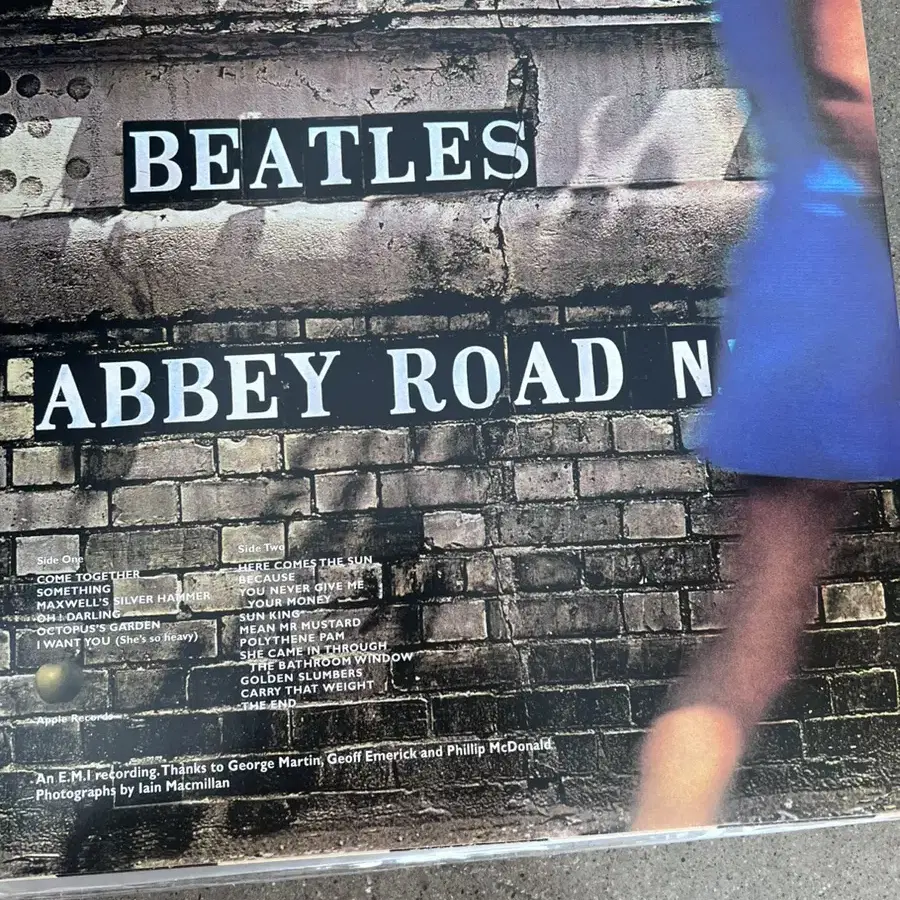 BEATLES
ABBEY ROAD N
Side One
COME TOGETHER
SOMETHING
MAXWELL'S SILVER HAMMER
OH! DARLING
OCTOPUS'S GARDEN
I WANT YOU (She's so heavy)
Apple Records
Side Two
HERE COMES THE SUN
BECAUSE
YOU NEVER GIVE ME
YOUR MONEY
SUN KING
MEAN MR MUSTARD
POLYTHENE PAM
SHE CAME IN THROUGH
THE BATHROOM WINDOW
GOLDEN SLUMBERS
CARRY THAT WEIGHT
THE END
An E.M.I recording. Thanks to George Martin, Geoff Emerick and Phillip McDonald
Photographs by Iain Macmillan